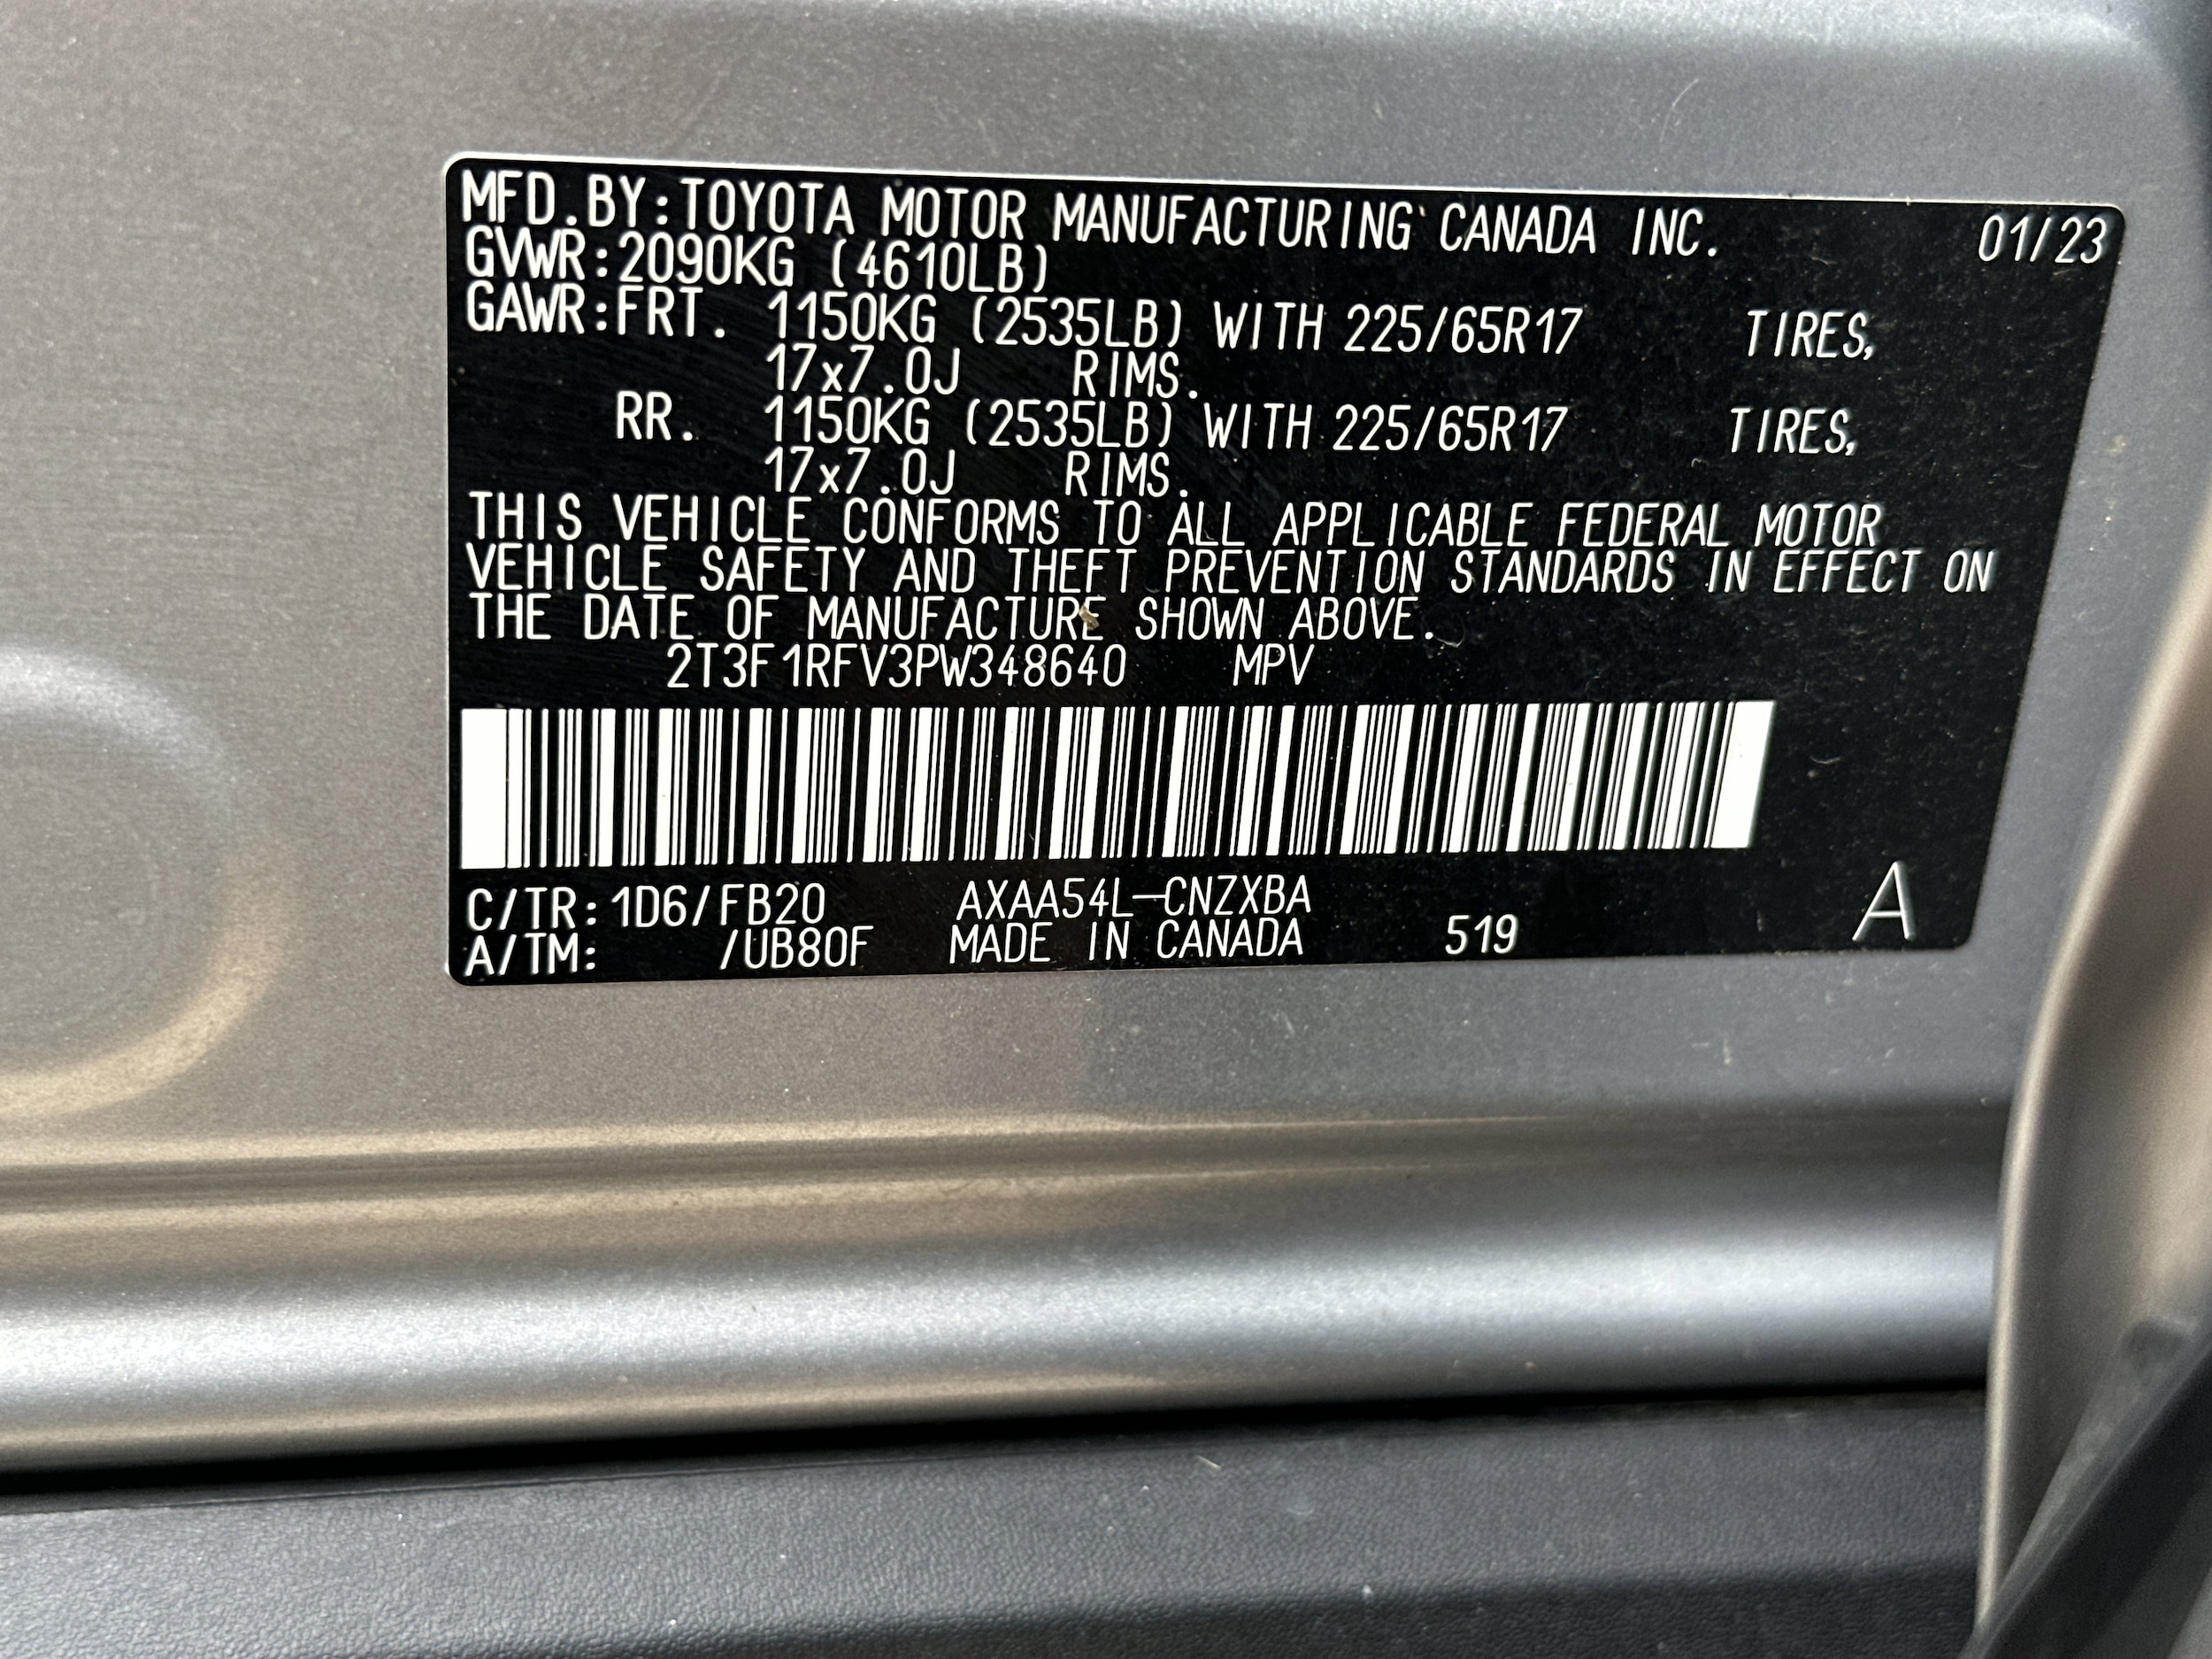 MFD.BY:TOYOTA MOTOR MANUFACTURING CANADA INC. 01/23
GVWR:2090KG (4610LB)
GAWR:FRT. 1150KG (2535LB) WITH 225/65R17 TIRES,
17x7.0J RIMS.
RR. 1150KG (2535LB) WITH 225/65R17 TIRES,
17x7.0J RIMS.
THIS VEHICLE CONFORMS TO ALL APPLICABLE FEDERAL MOTOR
VEHICLE SAFETY AND THEFT PREVENTION STANDARDS IN EFFECT ON
THE DATE OF MANUFACTURE SHOWN ABOVE.
2T3F1RFV3PW348640 MPV
C/TR:1D6/FB20 AXAA54L-CNZXBA A
A/TM: /UB80F MADE IN CANADA 519